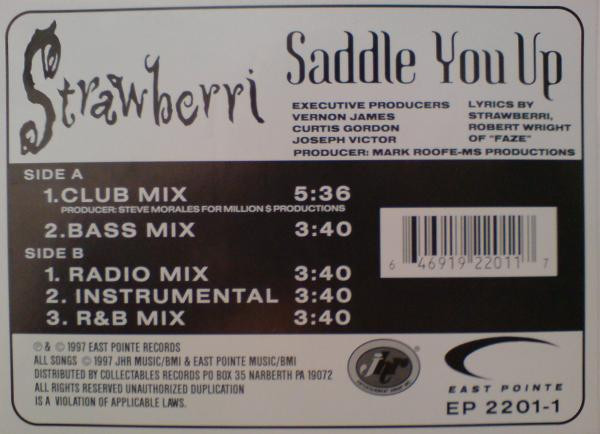 Strawberri
Saddle You Up
EXECUTIVE PRODUCERS
VERNON JAMES
CURTIS GORDON
JOSEPH VICTOR
LYRICS BY
STRAWBERRI,
ROBERT WRIGHT
OF "FAZE"
PRODUCER: MARK ROOFE-MS PRODUCTIONS
SIDE A
1.CLUB MIX 5:36
PRODUCER: STEVE MORALES FOR MILLION $ PRODUCTIONS
2.BASS MIX 3:40
SIDE B
1. RADIO MIX 3:40
2. INSTRUMENTAL 3:40
3. R&B MIX 3:40
6 46919 22011 7
℗ & © 1997 EAST POINTE RECORDS
ALL SONGS © 1997 JHR MUSIC/BMI & EAST POINTE MUSIC/BMI
DISTRIBUTED BY COLLECTABLES RECORDS PO BOX 35 NARBERTH PA 19072
ALL RIGHTS RESERVED UNAUTHORIZED DUPLICATION
IS A VIOLATION OF APPLICABLE LAWS.
EAST POINTE
EP 2201-1